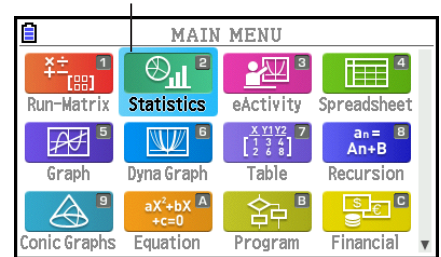 MAIN MENU
×÷ 1 2 3 4
+− [88]
Run-Matrix Statistics eActivity Spreadsheet
5 6 X Y1 Y2 7 an= 8
1 3 4 An+B
2 6 8
Graph Dyna Graph Table Recursion
9 aX²+bX A B $ € C
+c=0
Conic Graphs Equation Program Financial